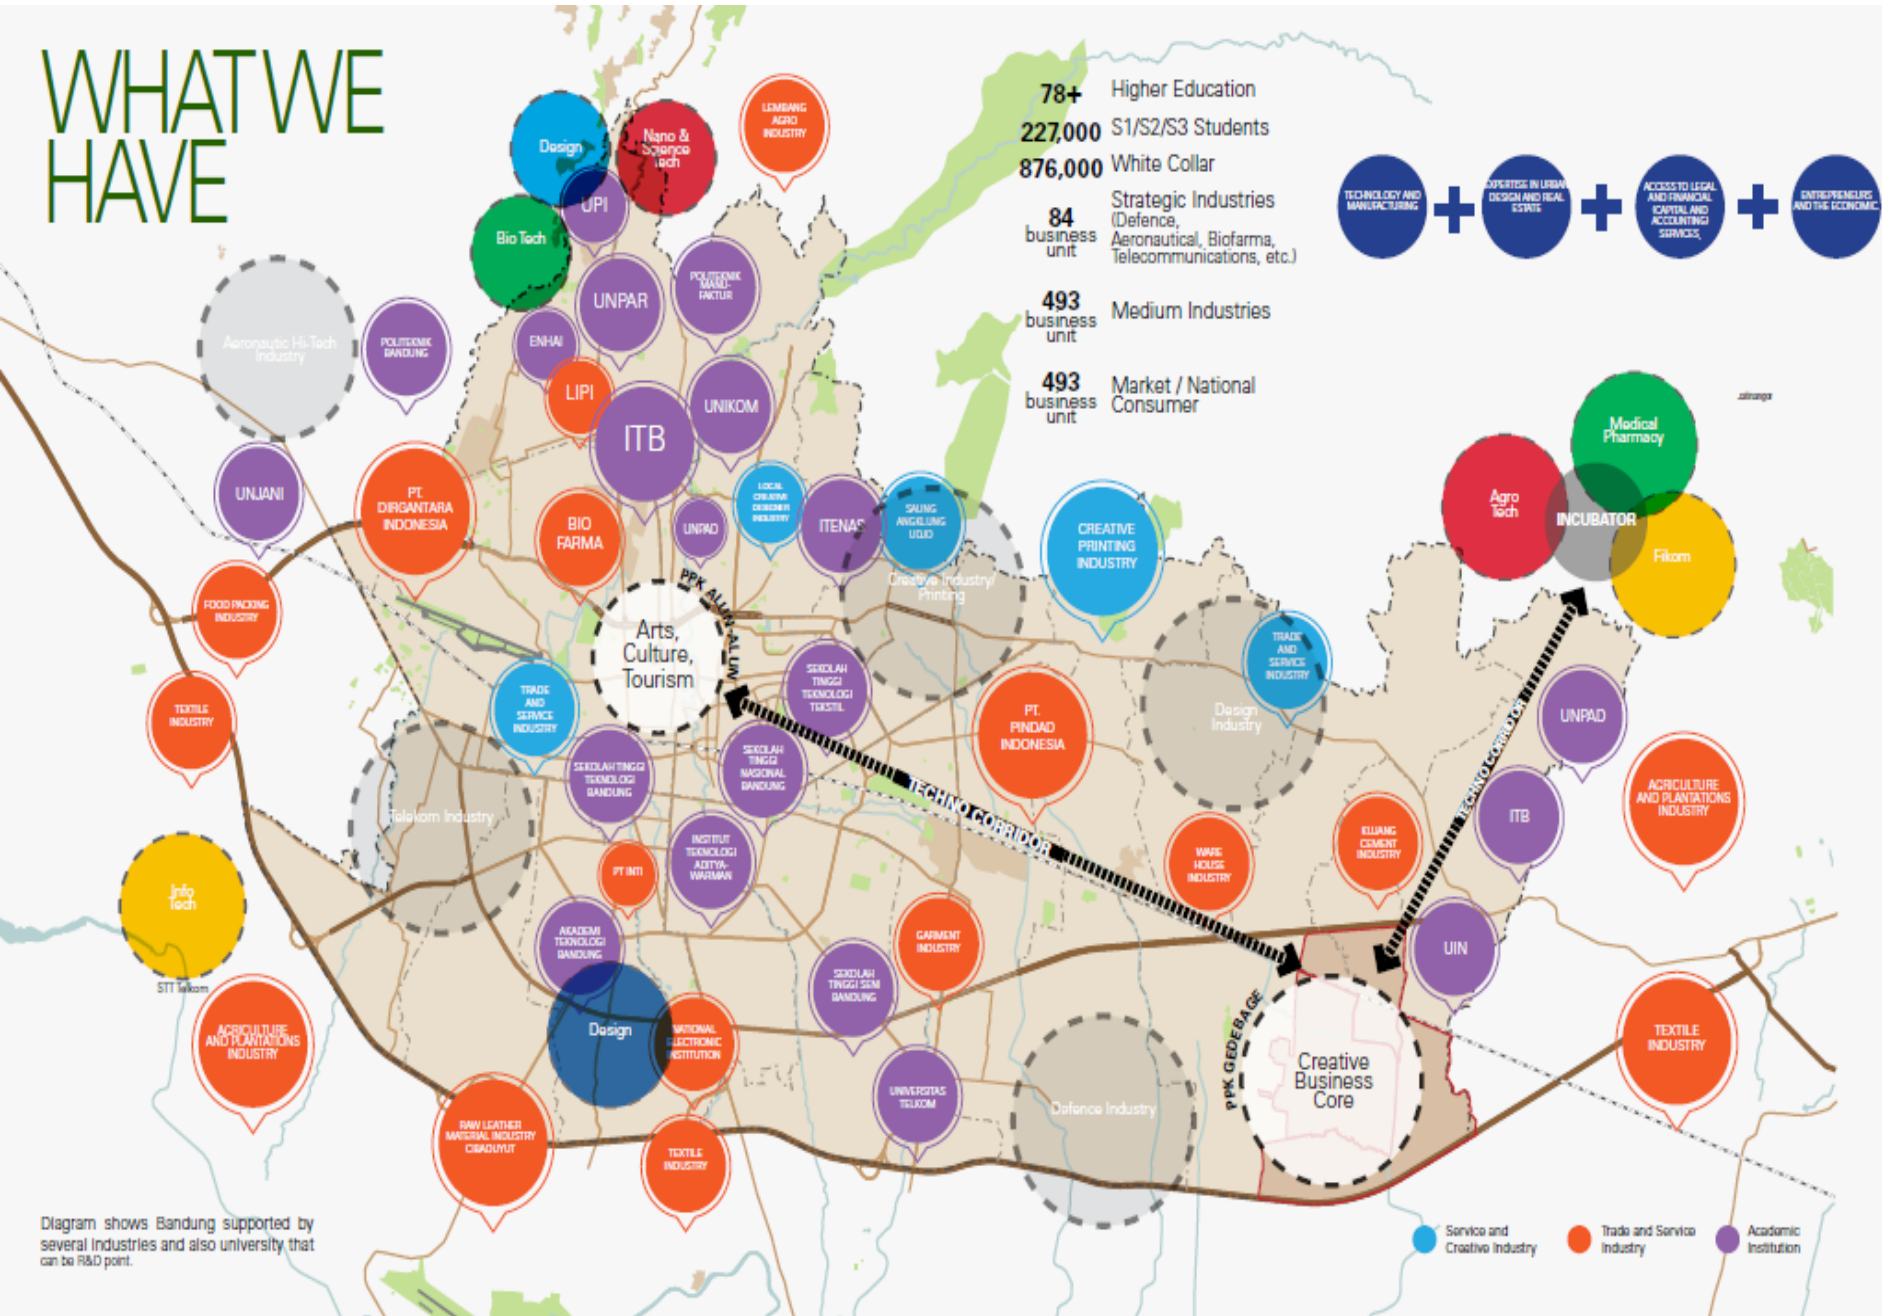 WHAT WE
HAVE
78+ Higher Education
227,000 S1/S2/S3 Students
876,000 White Collar
84
business
unit
Strategic Industries
(Defence,
Aeronautical, Biofarma,
Telecommunications, etc.)
493
business
unit
Medium Industries
493
business
unit
Market / National
Consumer
TECHNOLOGY AND
MANUFACTURING
+
EXPERTISE IN URBAN
DESIGN AND REAL
ESTATE
+
ACCESS TO LEGAL
AND FINANCIAL
(CAPITAL AND
ACCOUNTING)
SERVICES,
+
ENTREPRENEURS
AND THE ECONOMIC
LEMBANG
AGRO
INDUSTRY
Design
Nano &
Science
Tech
UPI
Bio Tech
UNPAR
POLITEKNIK
MANU-
FAKTUR
Aeronautic Hi-Tech
Industry
POLITEKNIK
BANDUNG
ENHAI
LIPI
ITB
UNIKOM
UNJANI
PT.
DIRGANTARA
INDONESIA
BIO
FARMA
UNPAD
LOCAL
CREATIVE
DESIGNER
INDUSTRY
ITENAS
SAUNG
ANGKLUNG
UDJO
Creative Industry/
Printing
CREATIVE
PRINTING
INDUSTRY
Jatinangor
Medical
Pharmacy
Agro
Tech
INCUBATOR
Fikom
FOOD PACKING
INDUSTRY
TEXTILE
INDUSTRY
TRADE
AND
SERVICE
INDUSTRY
Arts,
Culture,
Tourism
PPK ALUN-ALUN
SEKOLAH
TINGGI
TEKNOLOGI
TEKSTIL
PT.
PINDAD
INDONESIA
Design
Industry
TRADE
AND
SERVICE
INDUSTRY
UNPAD
TECHNO CORRIDOR
ITB
AGRICULTURE
AND PLANTATIONS
INDUSTRY
SEKOLAH TINGGI
TEKNOLOGI
BANDUNG
SEKOLAH
TINGGI
NASIONAL
BANDUNG
TECHNO CORRIDOR
Telekom Industry
INSTITUT
TEKNOLOGI
ADITYA-
WARMAN
PT INTI
WARE
HOUSE
INDUSTRY
KLIANG
CEMENT
INDUSTRY
Info
Tech
STT Telkom
AKADEMI
TEKNOLOGI
BANDUNG
GARMENT
INDUSTRY
UIN
SEKOLAH
TINGGI SENI
BANDUNG
AGRICULTURE
AND PLANTATIONS
INDUSTRY
Design
NATIONAL
ELECTRONIC
INSTITUTION
UNIVERSITAS
TELKOM
Defence Industry
PPK GEDEBAGE
Creative
Business
Core
TEXTILE
INDUSTRY
RAW LEATHER
MATERIAL INDUSTRY
CIBADUYUT
TEXTILE
INDUSTRY
Diagram shows Bandung supported by
several industries and also university that
can be R&D point.
Service and
Creative Industry
Trade and Service
Industry
Academic
Institution